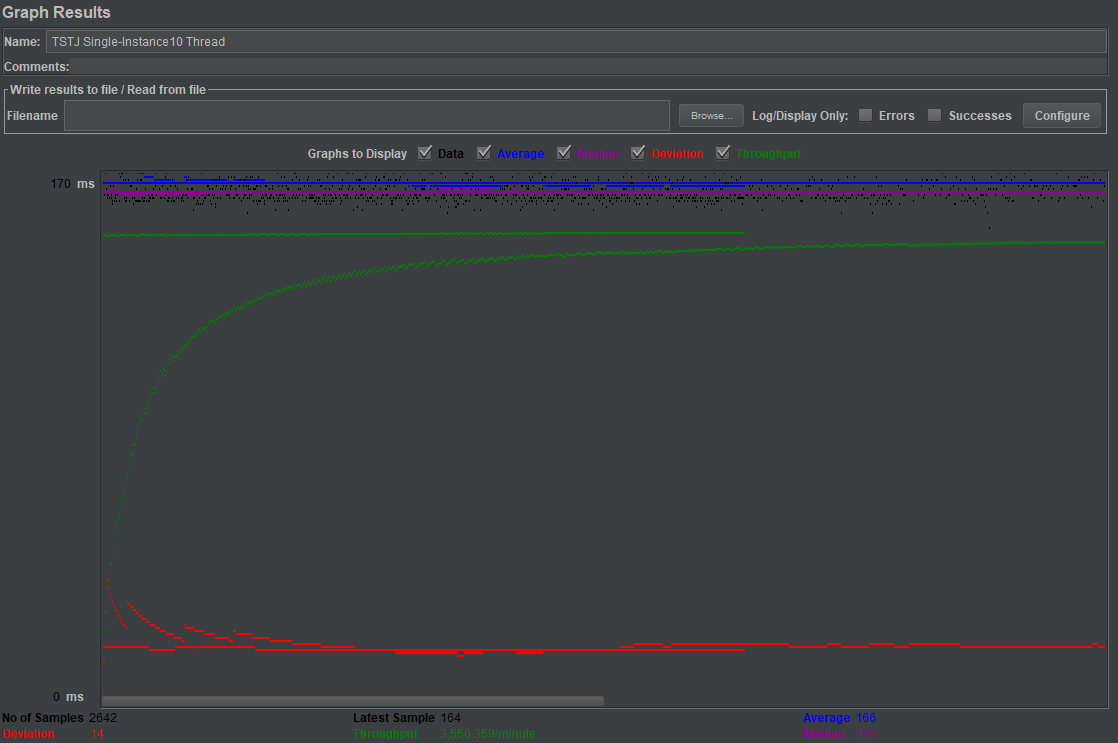 Graph Results
Name: TSTJ Single-Instance10 Thread
Comments:
Write results to file / Read from file
Filename Browse... Log/Display Only: Errors Successes Configure
Graphs to Display Data Average Median Deviation Throughput
170 ms
0 ms
No of Samples 2642 Latest Sample 164 Average 166
Deviation 14 Throughput 3,550.359/minute Median